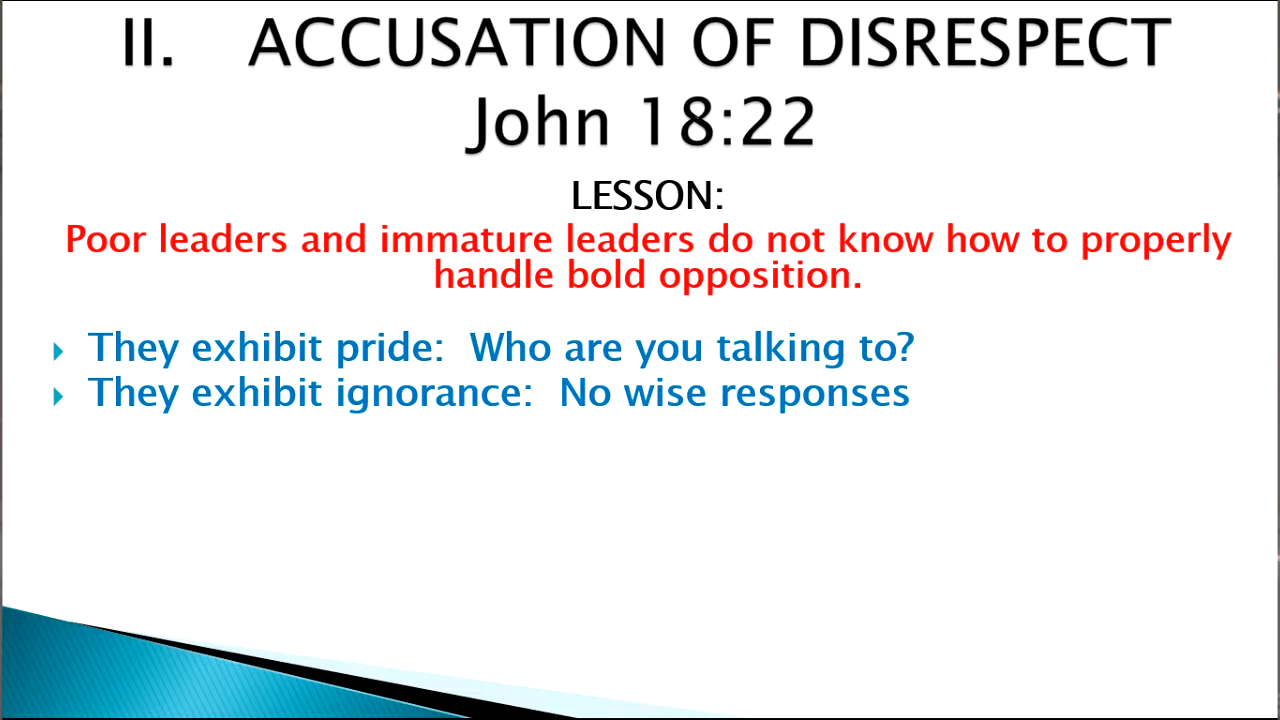 II. ACCUSATION OF DISRESPECT
John 18:22
LESSON:
Poor leaders and immature leaders do not know how to properly
handle bold opposition.
They exhibit pride: Who are you talking to?
They exhibit ignorance: No wise responses